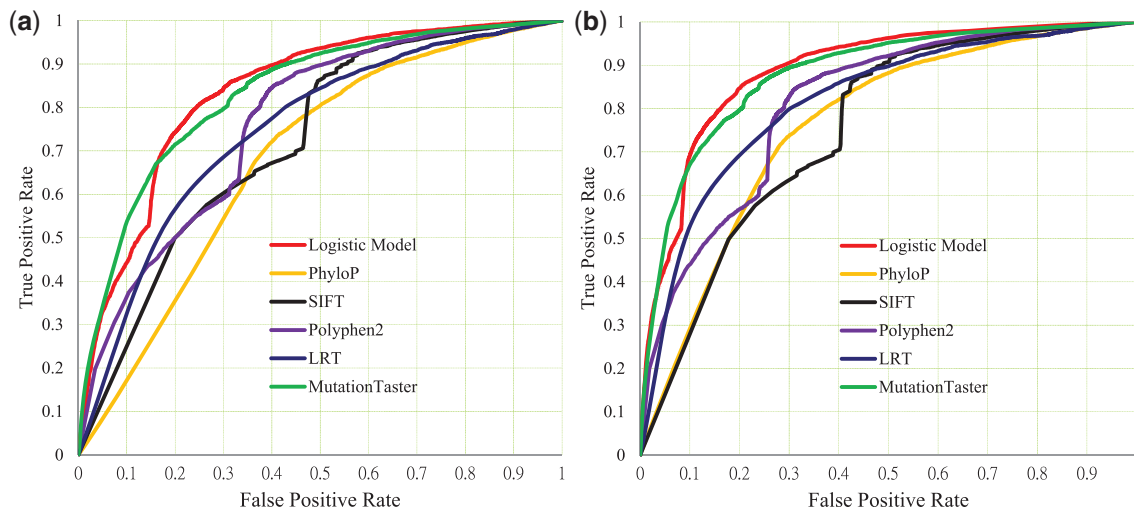 (a)
True Positive Rate
1
0.9
0.8
0.7
0.6
0.5
0.4
0.3
0.2
0.1
0
Logistic Model
PhyloP
SIFT
Polyphen2
LRT
MutationTaster
0 0.1 0.2 0.3 0.4 0.5 0.6 0.7 0.8 0.9 1
False Positive Rate
(b)
True Positive Rate
1
0.9
0.8
0.7
0.6
0.5
0.4
0.3
0.2
0.1
0
Logistic Model
PhyloP
SIFT
Polyphen2
LRT
MutationTaster
0 0.1 0.2 0.3 0.4 0.5 0.6 0.7 0.8 0.9
False Positive Rate